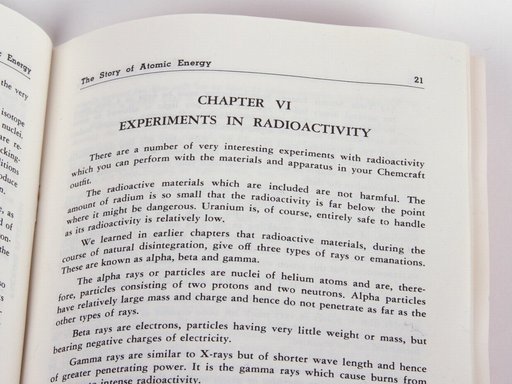 e Energy
The Story of Atomic Energy
21
the very
isotope
nuclei.
are re-
cking-
ditions
oduce
e, as
d of
on-
CHAPTER VI
EXPERIMENTS IN RADIOACTIVITY
There are a number of very interesting experiments with radioactivity
which you can perform with the materials and apparatus in your Chemcraft
outfit.
The radioactive materials which are included are not harmful. The
amount of radium is so small that the radioactivity is far below the point
where it might be dangerous. Uranium is, of course, entirely safe to handle
as its radioactivity is relatively low.
We learned in earlier chapters that radioactive materials, during the
course of natural disintegration, give off three types of rays or emanations.
These are known as alpha, beta and gamma.
The alpha rays or particles are nuclei of helium atoms and are, there-
fore, particles consisting of two protons and two neutrons. Alpha particles
have relatively large mass and charge and hence do not penetrate as far as the
other types of rays.
Beta rays are electrons, particles having very little weight or mass, but
bearing negative charges of electricity.
Gamma rays are similar to X-rays but of shorter wave length and hence
of greater penetrating power. It is the gamma rays which cause burns from
intense radioactivity.